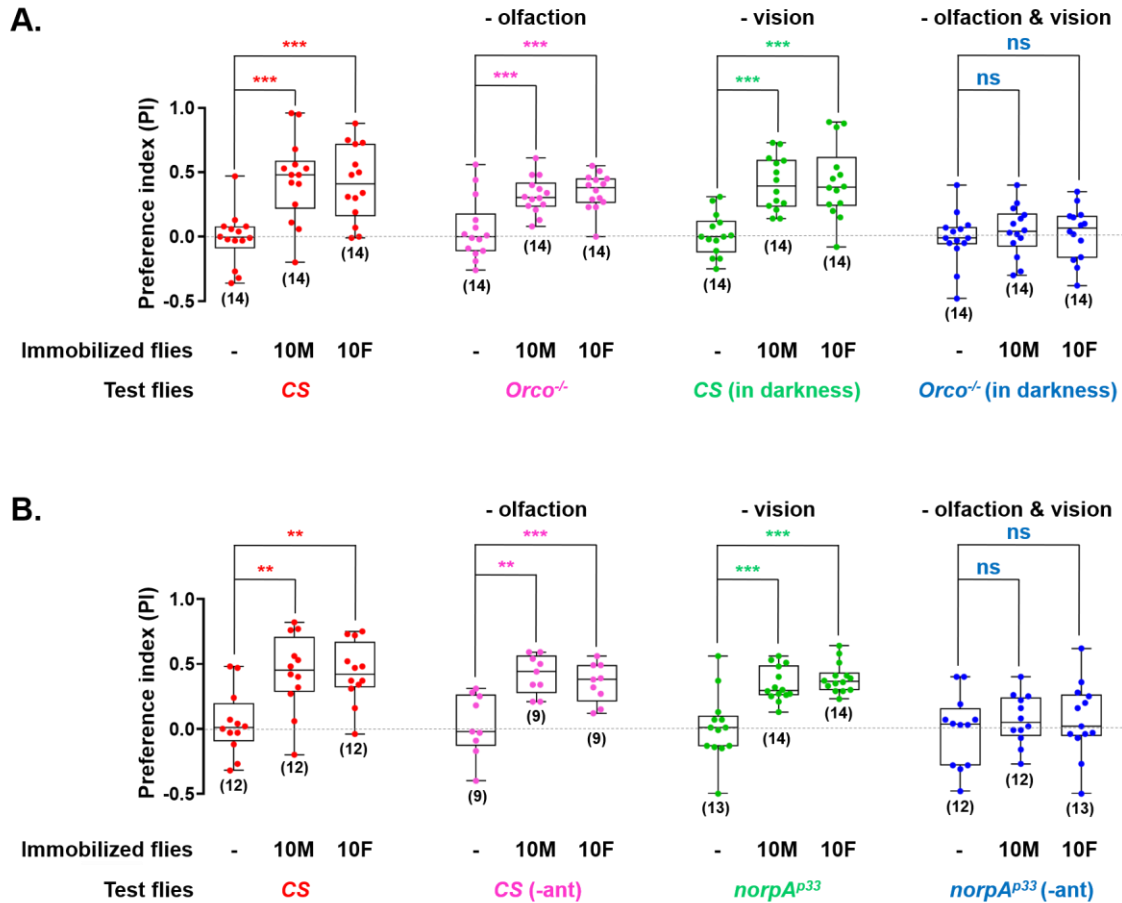 A.
- olfaction - vision - olfaction & vision
*** *** *** ns
*** *** *** ns
Preference index (PI)
1.0
0.5
0.0
-0.5
(14) (14) (14) (14) (14) (14) (14) (14) (14) (14) (14) (14)
Immobilized flies - 10M 10F - 10M 10F - 10M 10F - 10M 10F
Test flies CS Orco-/- CS (in darkness) Orco-/- (in darkness)
B.
- olfaction - vision - olfaction & vision
** *** *** ns
** ** *** ns
Preference index (PI)
1.0
0.5
0.0
-0.5
(12) (12) (12) (9) (9) (9) (13) (14) (14) (12) (12) (13)
Immobilized flies - 10M 10F - 10M 10F - 10M 10F - 10M 10F
Test flies CS CS (-ant) norpAp33 norpAp33 (-ant)